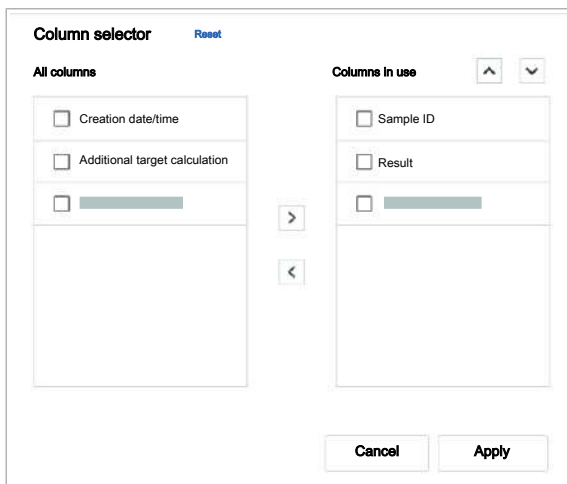 Column selector Reset
All columns
Columns in use
Creation date/time
Additional target calculation
Sample ID
Result
Cancel
Apply